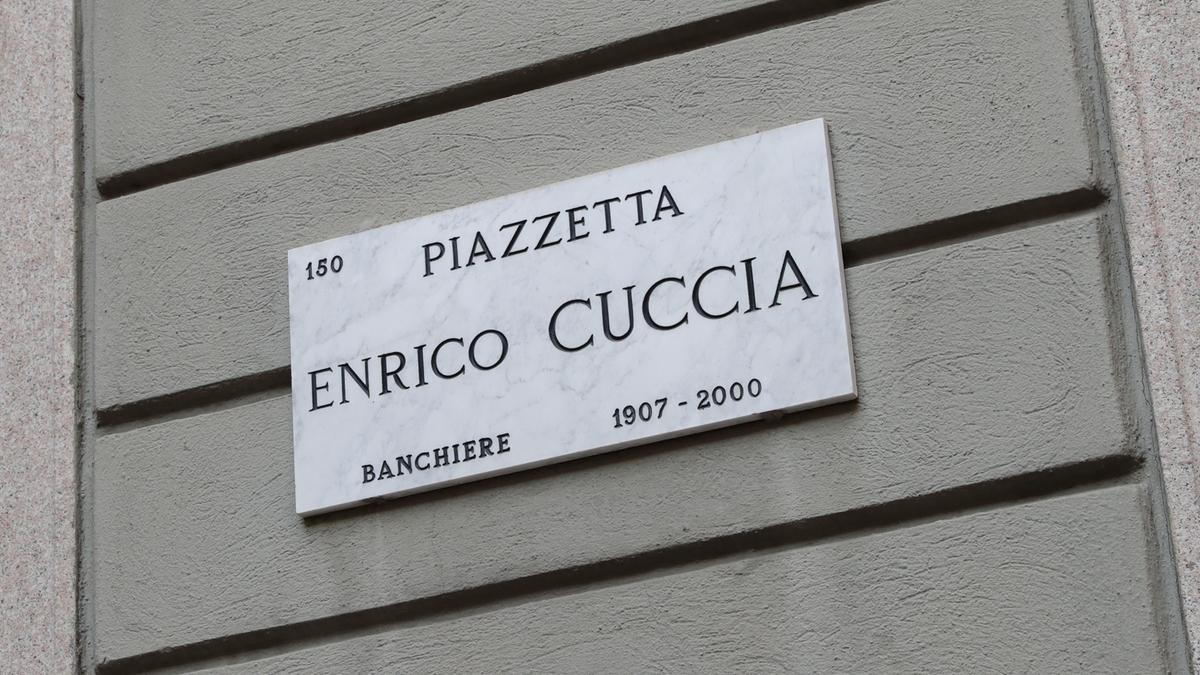 150 PIAZZETTA
ENRICO CUCCIA
BANCHIERE 1907 - 2000